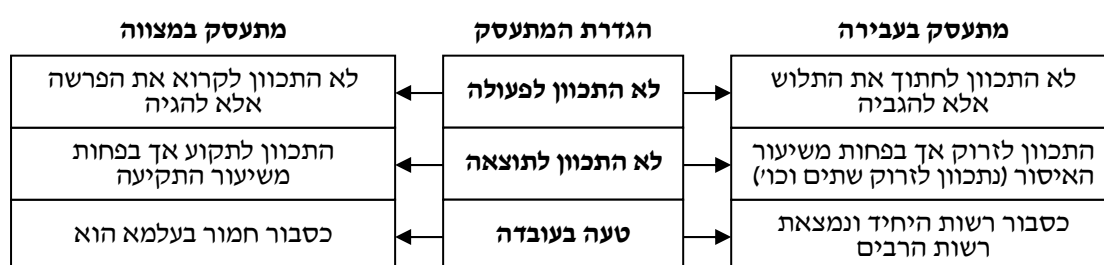 מתעסק בעבירה הגדרת המתעסק מתעסק במצווה
לא התכוון לחתוך את התלוש
אלא להגביה
לא התכוון לפעולה
לא התכוון לקרוא את הפרשה
אלא להגיה
התכוון לזרוק אך בפחות משיעור
האיסור (נתכוון לזרוק שתים וכו׳)
לא התכוון לתוצאה
התכוון לתקוע אך בפחות
משיעור התקיעה
כסבור רשות היחיד ונמצאת
רשות הרבים
טעה בעובדה
כסבור חמור בעלמא הוא